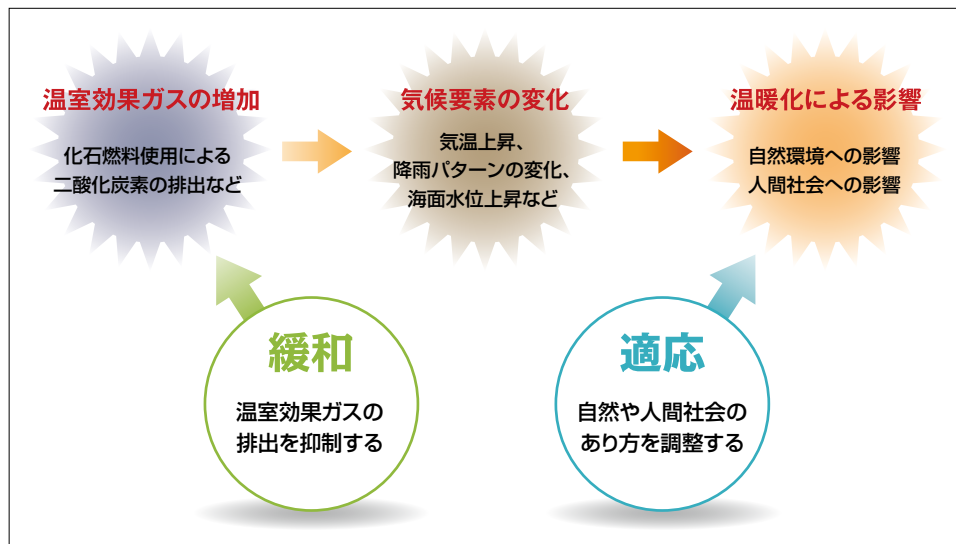 温室効果ガスの増加
化石燃料使用による
二酸化炭素の排出など
気候要素の変化
気温上昇、
降雨パターンの変化、
海面水位上昇など
温暖化による影響
自然環境への影響
人間社会への影響
緩和
温室効果ガスの
排出を抑制する
適応
自然や人間社会の
あり方を調整する